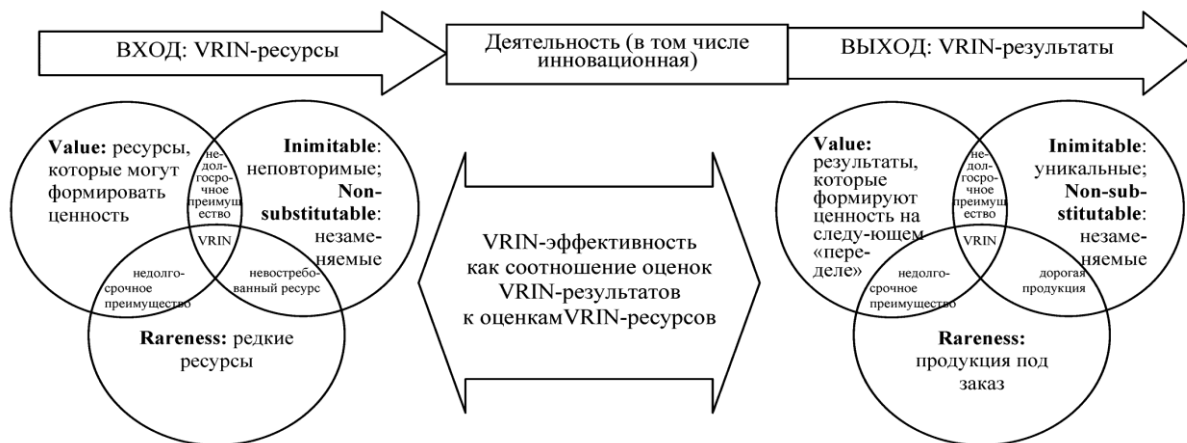 ВХОД: VRIN-ресурсы
Деятельность (в том числе
инновационная)
ВЫХОД: VRIN-результаты
Value: ресурсы,
которые могут
формировать
ценность
не-
дол-
госро-
чное
преимущ
ество
Inimitable:
неповторимые;
Non-
substitutable:
незаме-
няемые
VRIN
недолго-
срочное
преимущество
невостребо-
ванный ресурс
Rareness: редкие
ресурсы
VRIN-эффективность
как соотношение оценок
VRIN-результатов
к оценкамVRIN-ресурсов
Value:
результаты,
которые
формируют
ценность на
следу-ющем
«пере-
деле»
не-
дол-
госро-
чное
преимущ
ество
Inimitable:
уникальные;
Non-sub-
stitutable:
незаме-
няемые
VRIN
недолго-
срочное
преимущество
дорогая
продукция
Rareness:
продукция под
заказ